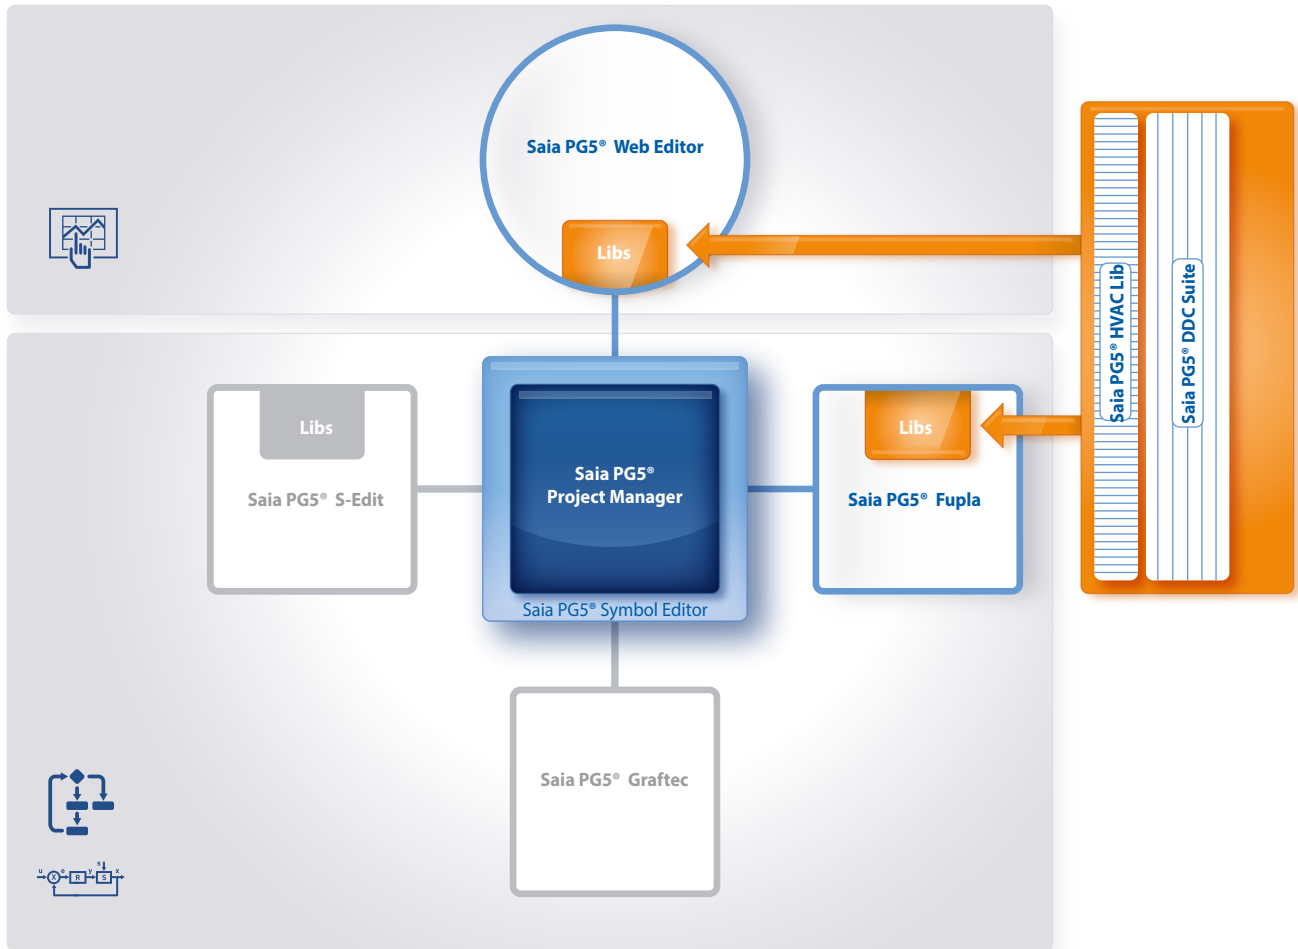 Saia PG5® Web Editor
Libs
Saia PG5® HVAC Lib
Saia PG5® DDC Suite
Libs
Saia PG5® S-Edit
Saia PG5®
Project Manager
Saia PG5® Symbol Editor
Libs
Saia PG5® Fupla
Saia PG5® Graftec
u X e R y s S x